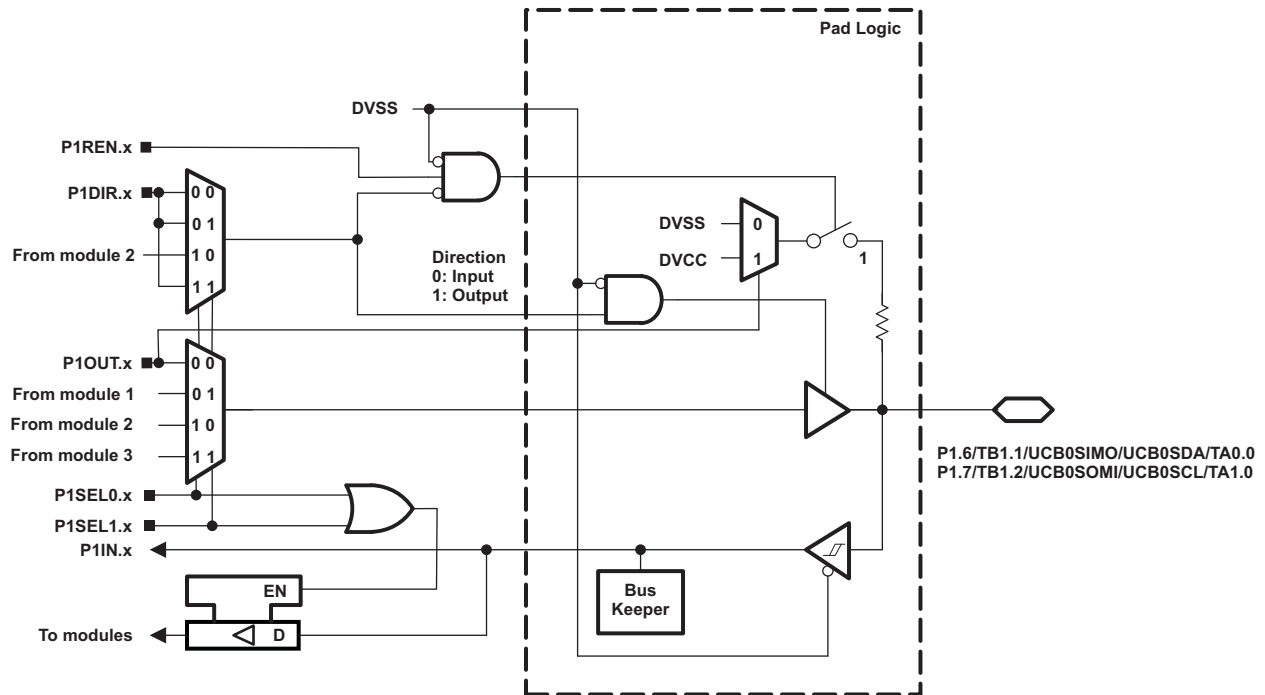 Pad Logic
DVSS
P1REN.x
P1DIR.x
0 0
0 1
From module 2
1 0
1 1
Direction
0: Input
1: Output
DVSS
0
DVCC
1
1
P1OUT.x
0 0
From module 1
0 1
From module 2
1 0
From module 3
1 1
P1.6/TB1.1/UCB0SIMO/UCB0SDA/TA0.0
P1.7/TB1.2/UCB0SOMI/UCB0SCL/TA1.0
P1SEL0.x
P1SEL1.x
P1IN.x
EN
Bus
Keeper
To modules
D